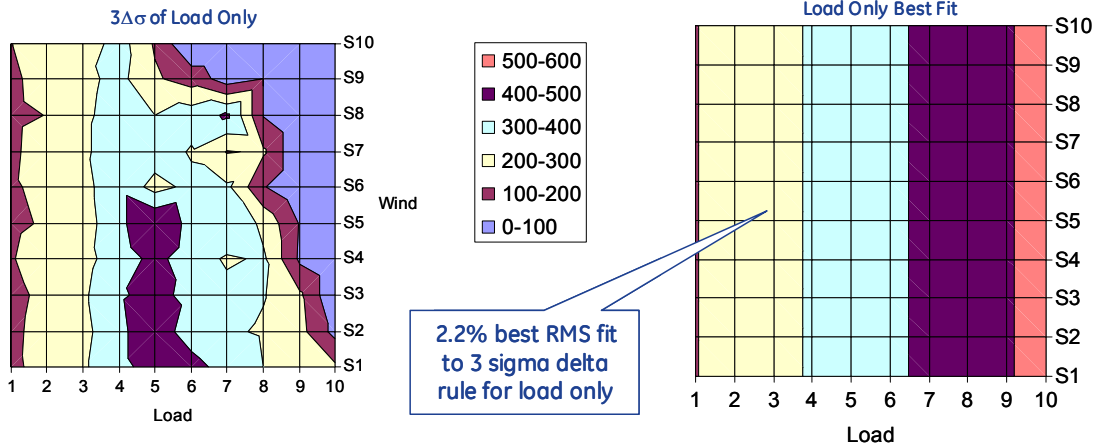 3Δσ of Load Only
S10
S9
S8
S7
S6
S5
S4
S3
S2
S1
1 2 3 4 5 6 7 8 9 10
Load
Wind
500-600
400-500
300-400
200-300
100-200
0-100
Load Only Best Fit
S10
S9
S8
S7
S6
S5
S4
S3
S2
S1
1 2 3 4 5 6 7 8 9 10
Load
2.2% best RMS fit
to 3 sigma delta
rule for load only